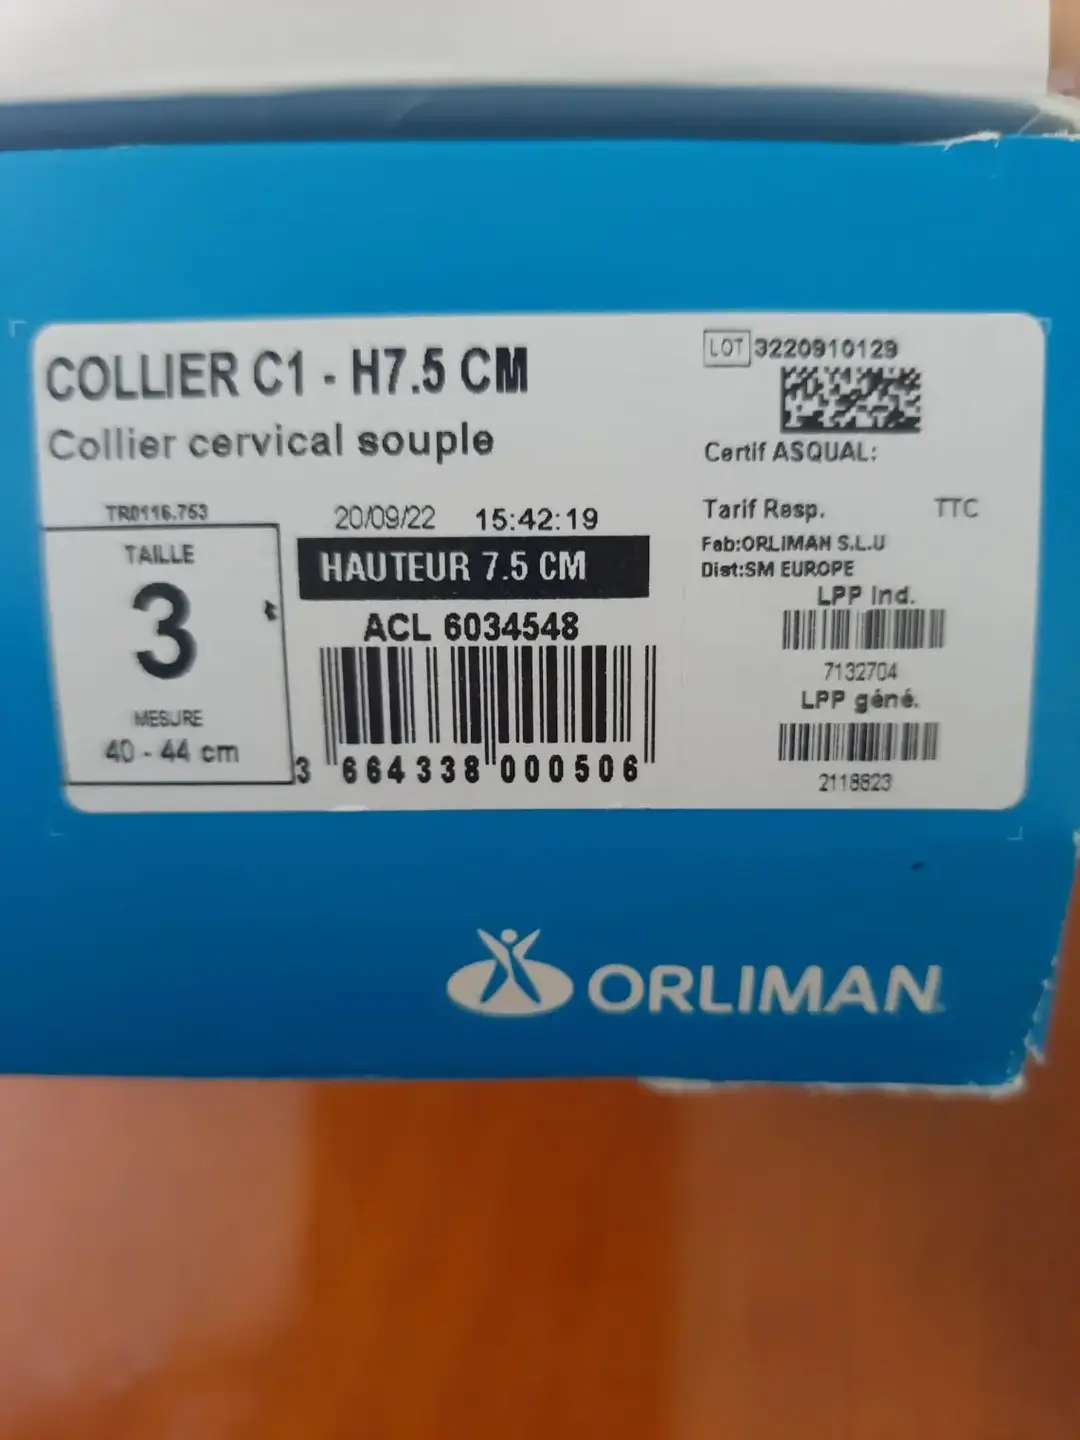 COLLIER C1 - H7.5 CM
Collier cervical souple
TR0116.753
TAILLE
3
MESURE
40 - 44 cm
20/09/22 15:42:19
HAUTEUR 7.5 CM
ACL 6034548
3 664338 000506
LOT 3220910129
Certif ASQUAL:
Tarif Resp. TTC
Fab:ORLIMAN S.L.U
Dist:SM EUROPE
LPP Ind.
7132704
LPP géné.
2118823
ORLIMAN